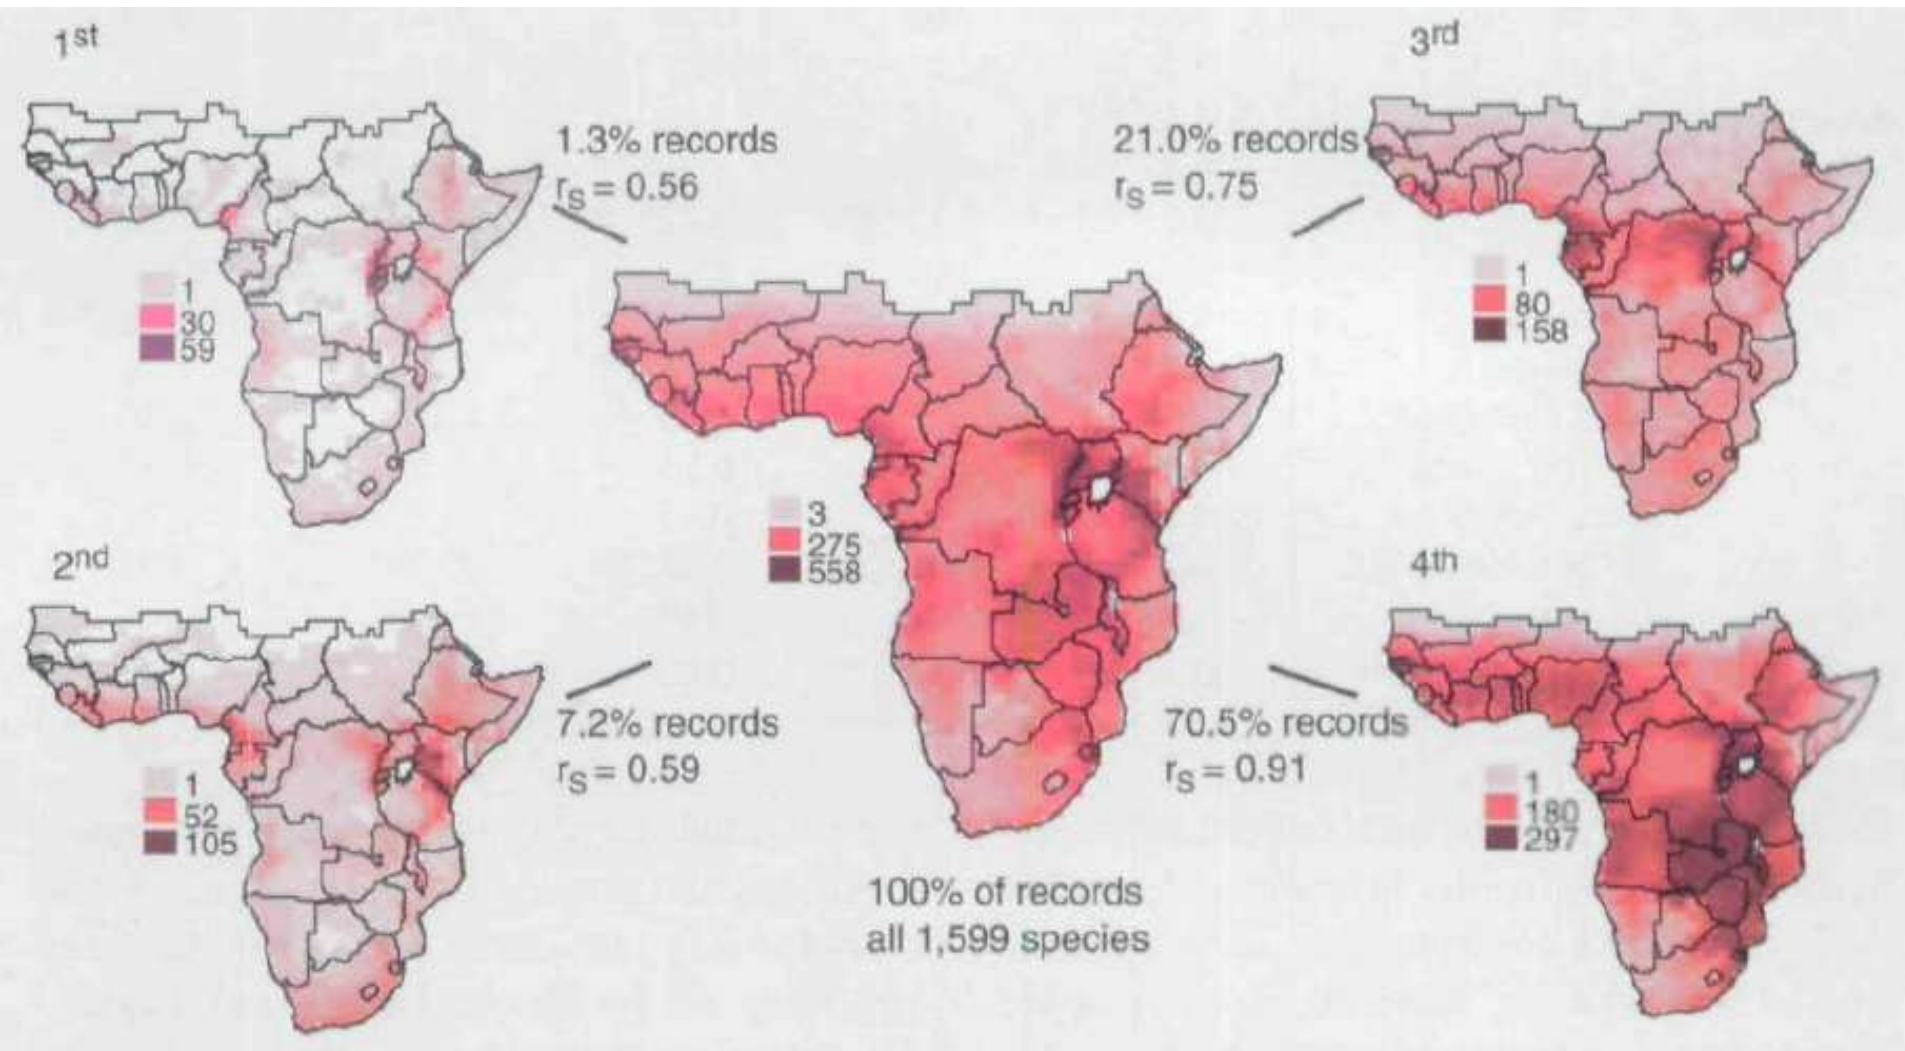 1st
1.3% records
rS = 0.56
1
30
59
2nd
7.2% records
rS = 0.59
1
52
105
3
275
558
100% of records
all 1,599 species
3rd
21.0% records
rS = 0.75
1
80
158
4th
70.5% records
rS = 0.91
1
180
297